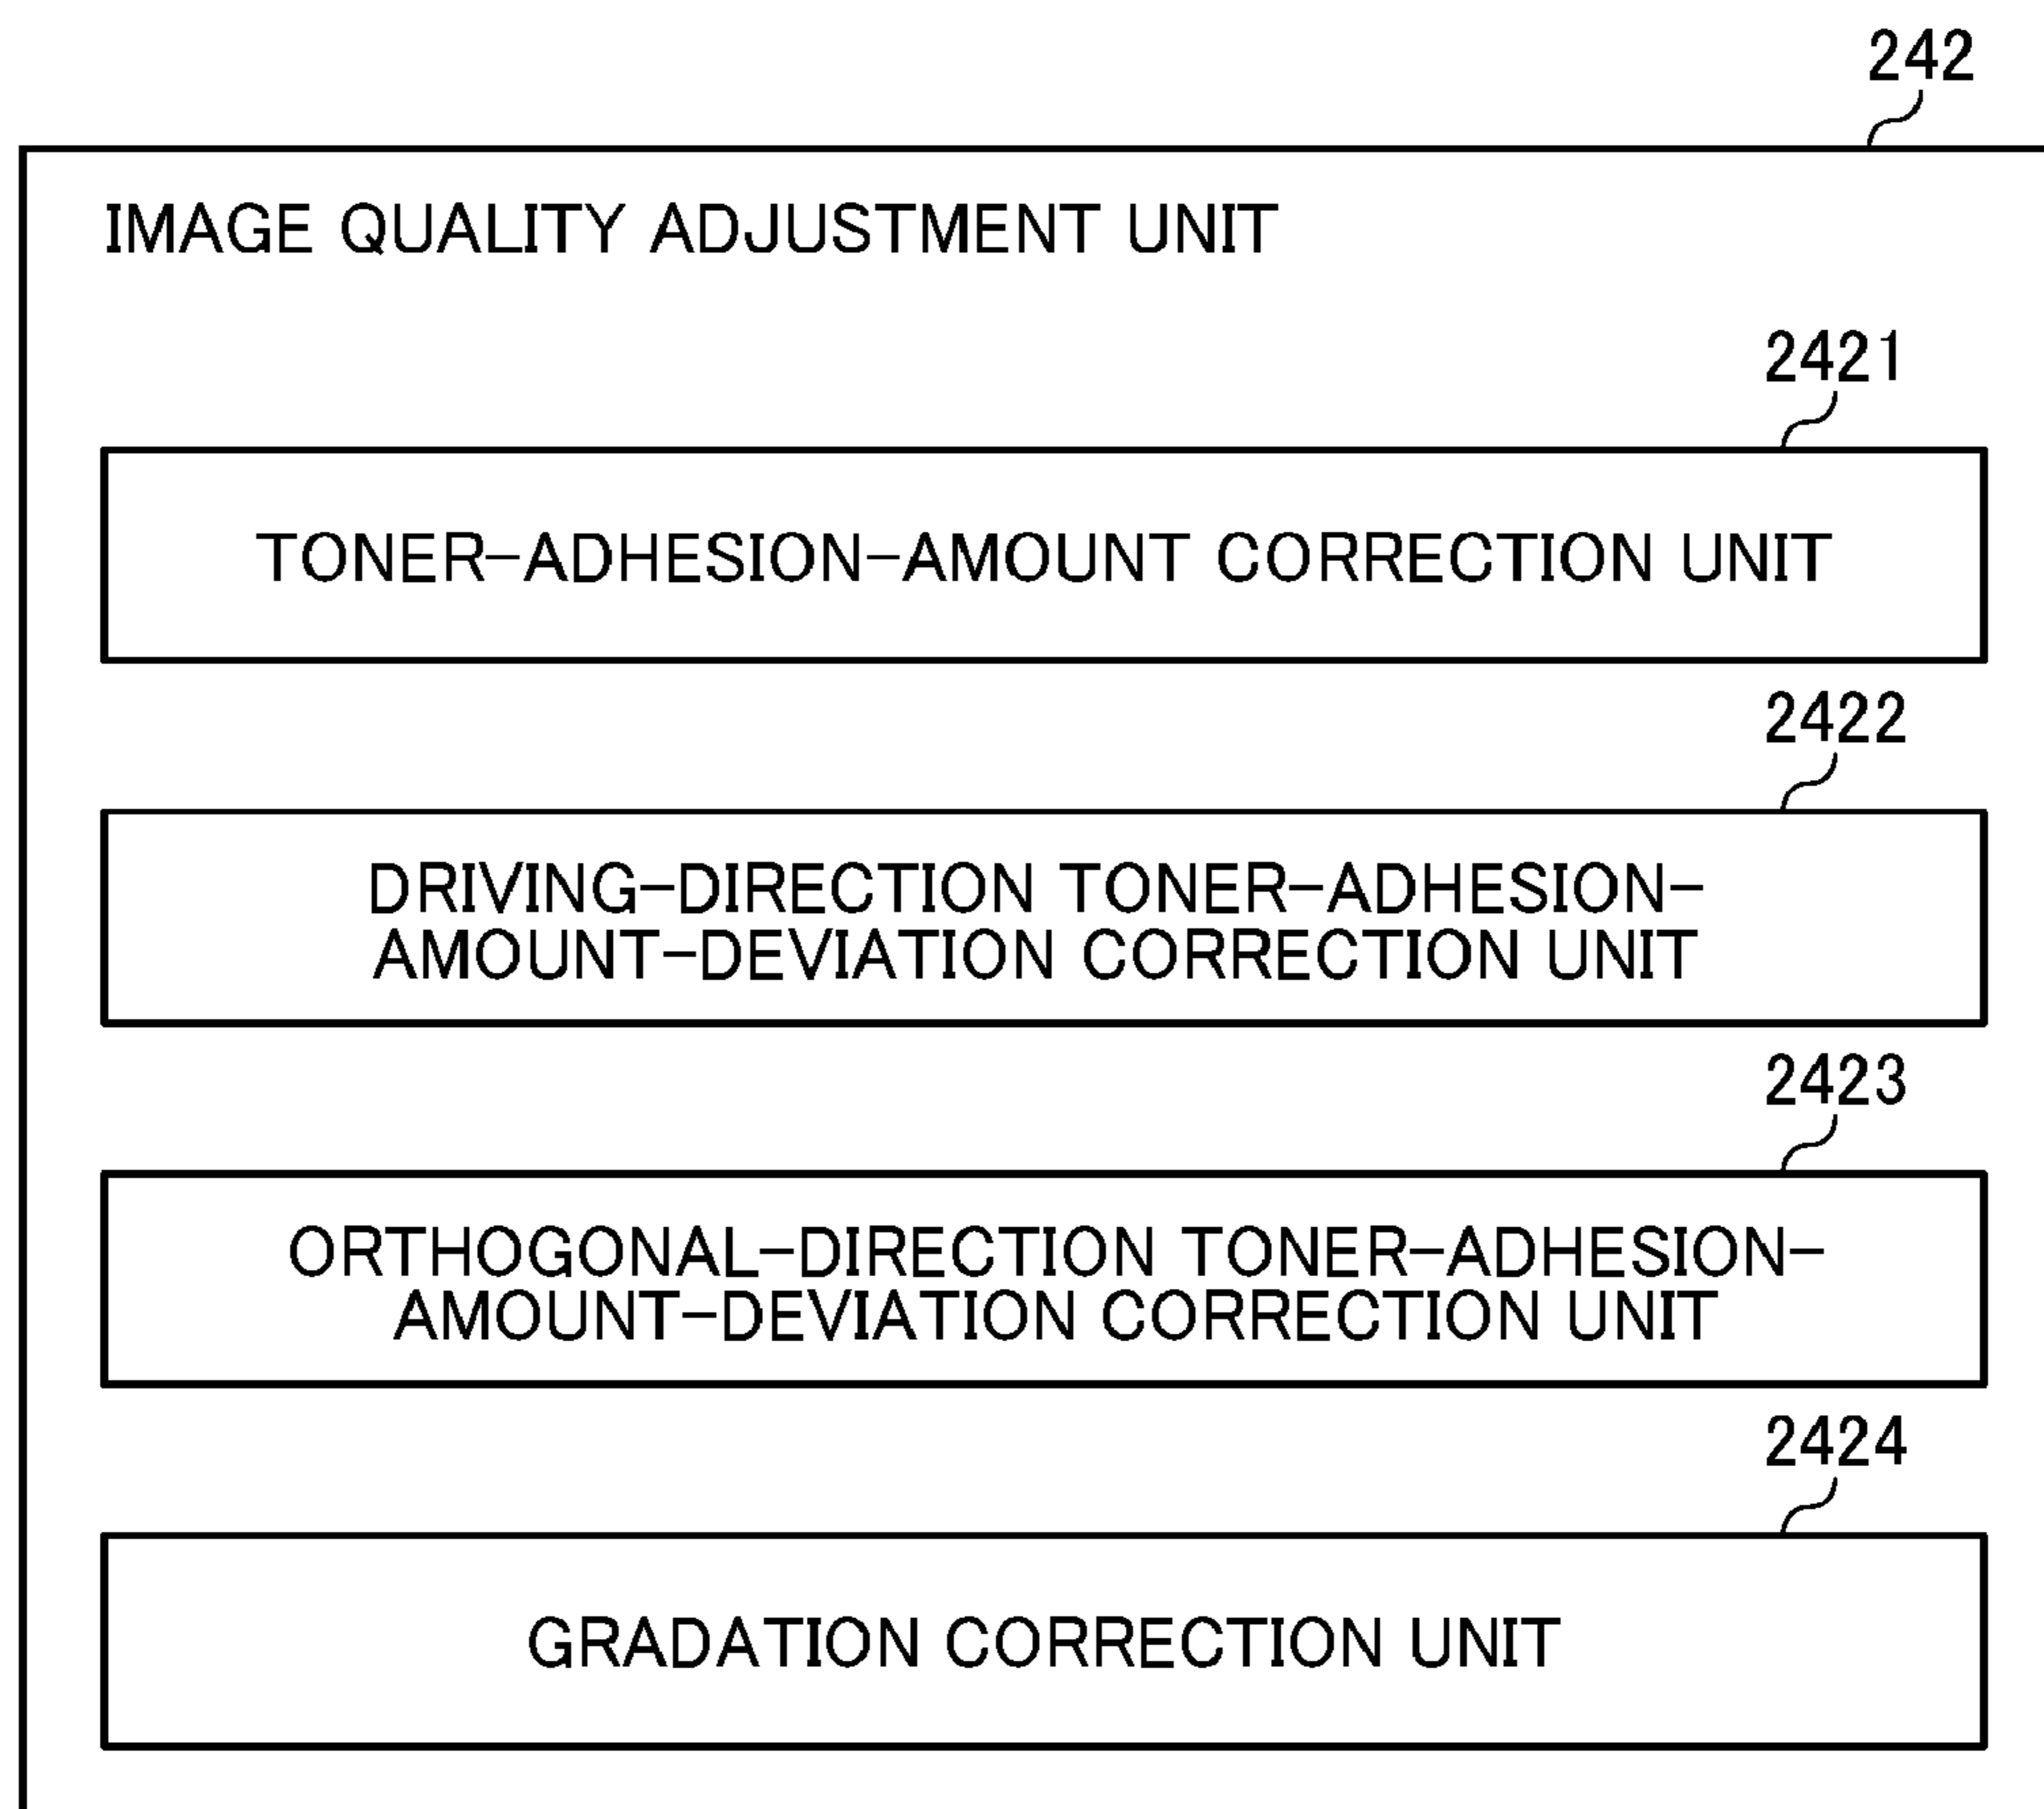 242
IMAGE QUALITY ADJUSTMENT UNIT
2421
TONER-ADHESION-AMOUNT CORRECTION UNIT
2422
DRIVING-DIRECTION TONER-ADHESION-
AMOUNT-DEVIATION CORRECTION UNIT
2423
ORTHOGONAL-DIRECTION TONER-ADHESION-
AMOUNT-DEVIATION CORRECTION UNIT
2424
GRADATION CORRECTION UNIT